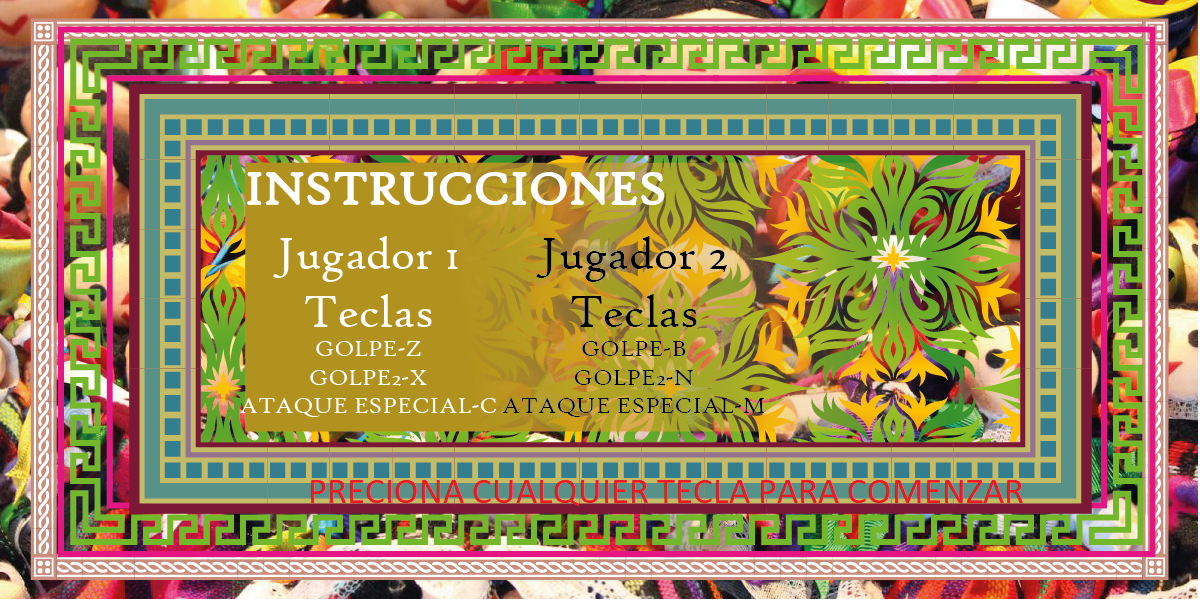 INSTRUCCIONES
Jugador 1
Teclas
GOLPE-Z
GOLPE2-X
ATAQUE ESPECIAL-C
Jugador 2
Teclas
GOLPE-B
GOLPE2-N
ATAQUE ESPECIAL-M
PRECIONA CUALQUIER TECLA PARA COMENZAR